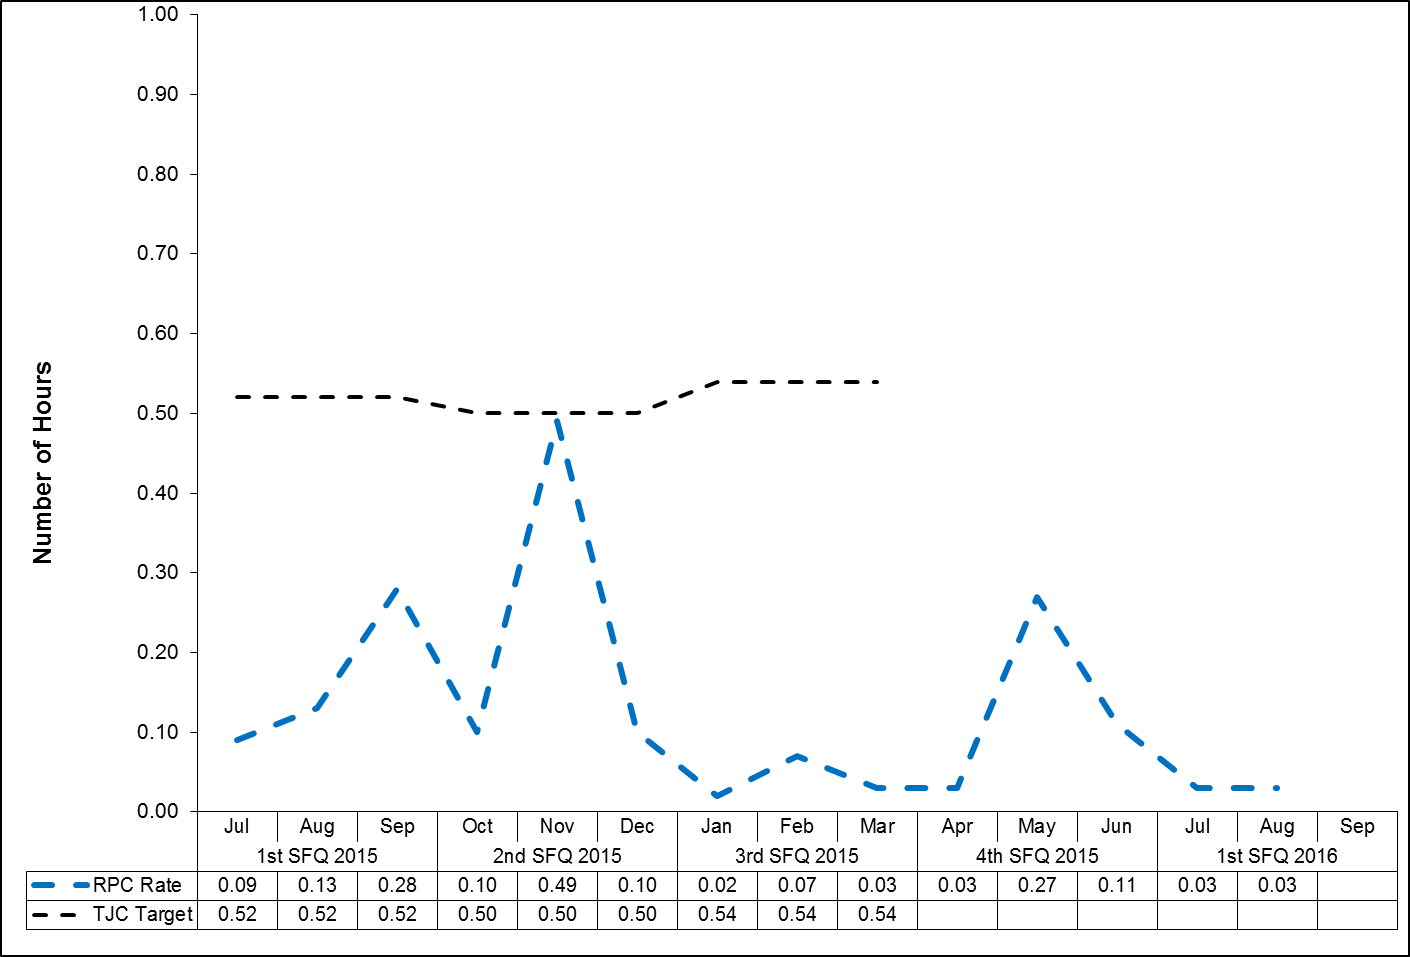 1.00
0.90
0.80
0.70
0.60
0.50
0.40
0.30
0.20
0.10
0.00
Number of Hours
Jul Aug Sep Oct Nov Dec Jan Feb Mar Apr May Jun Jul Aug Sep
1st SFQ 2015 2nd SFQ 2015 3rd SFQ 2015 4th SFQ 2015 1st SFQ 2016
RPC Rate 0.09 0.13 0.28 0.10 0.49 0.10 0.02 0.07 0.03 0.03 0.27 0.11 0.03 0.03
TJC Target 0.52 0.52 0.52 0.50 0.50 0.50 0.54 0.54 0.54